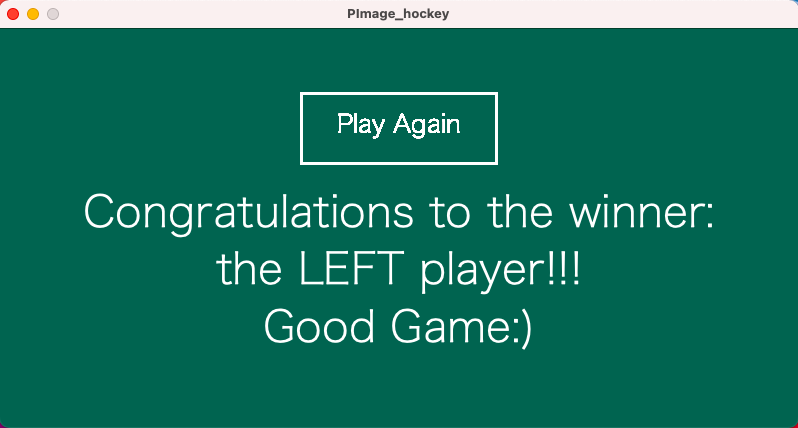 PImage_hockey
Play Again
Congratulations to the winner:
the LEFT player!!!
Good Game:)